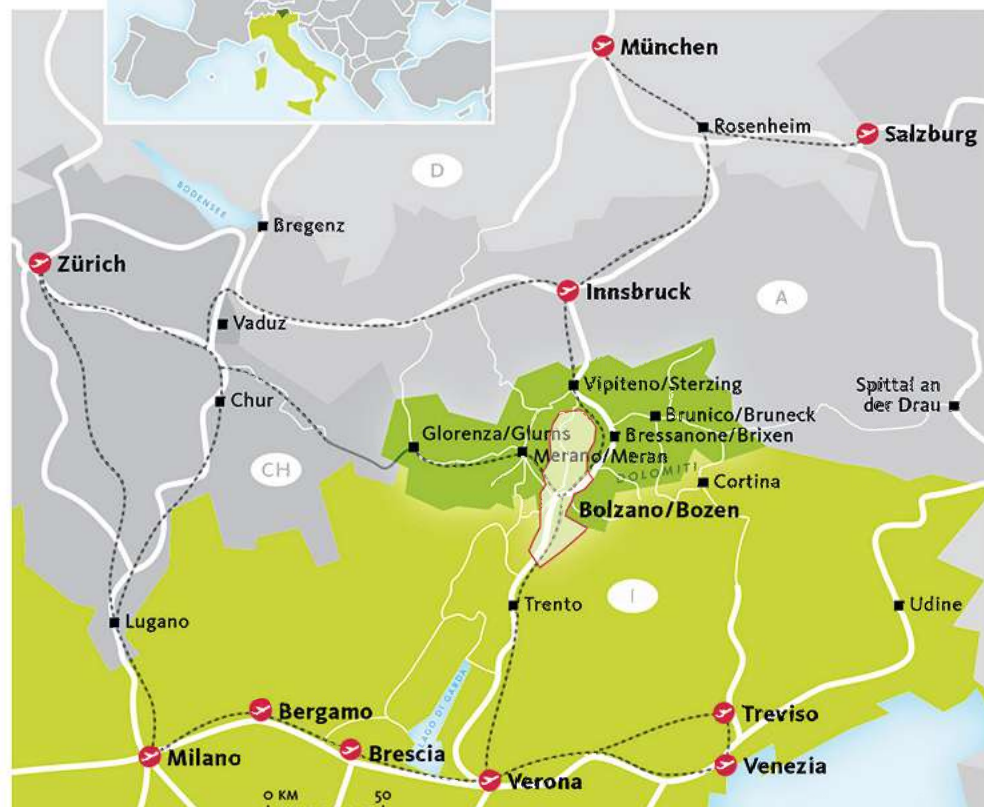 München
Rosenheim
Salzburg
D
BODENSEE
Bregenz
Zürich
Innsbruck
A
Vaduz
Vipiteno/Sterzing
Spittal an
der Drau
Chur
Brunico/Bruneck
Glorenza/Glurns
Bressanone/Brixen
Merano/Meran
CH
DOLOMITI
Cortina
Bolzano/Bozen
I
Trento
Udine
Lugano
LAGO DI GARDA
Bergamo
Treviso
Milano
Brescia
Venezia
Verona
0 KM 50